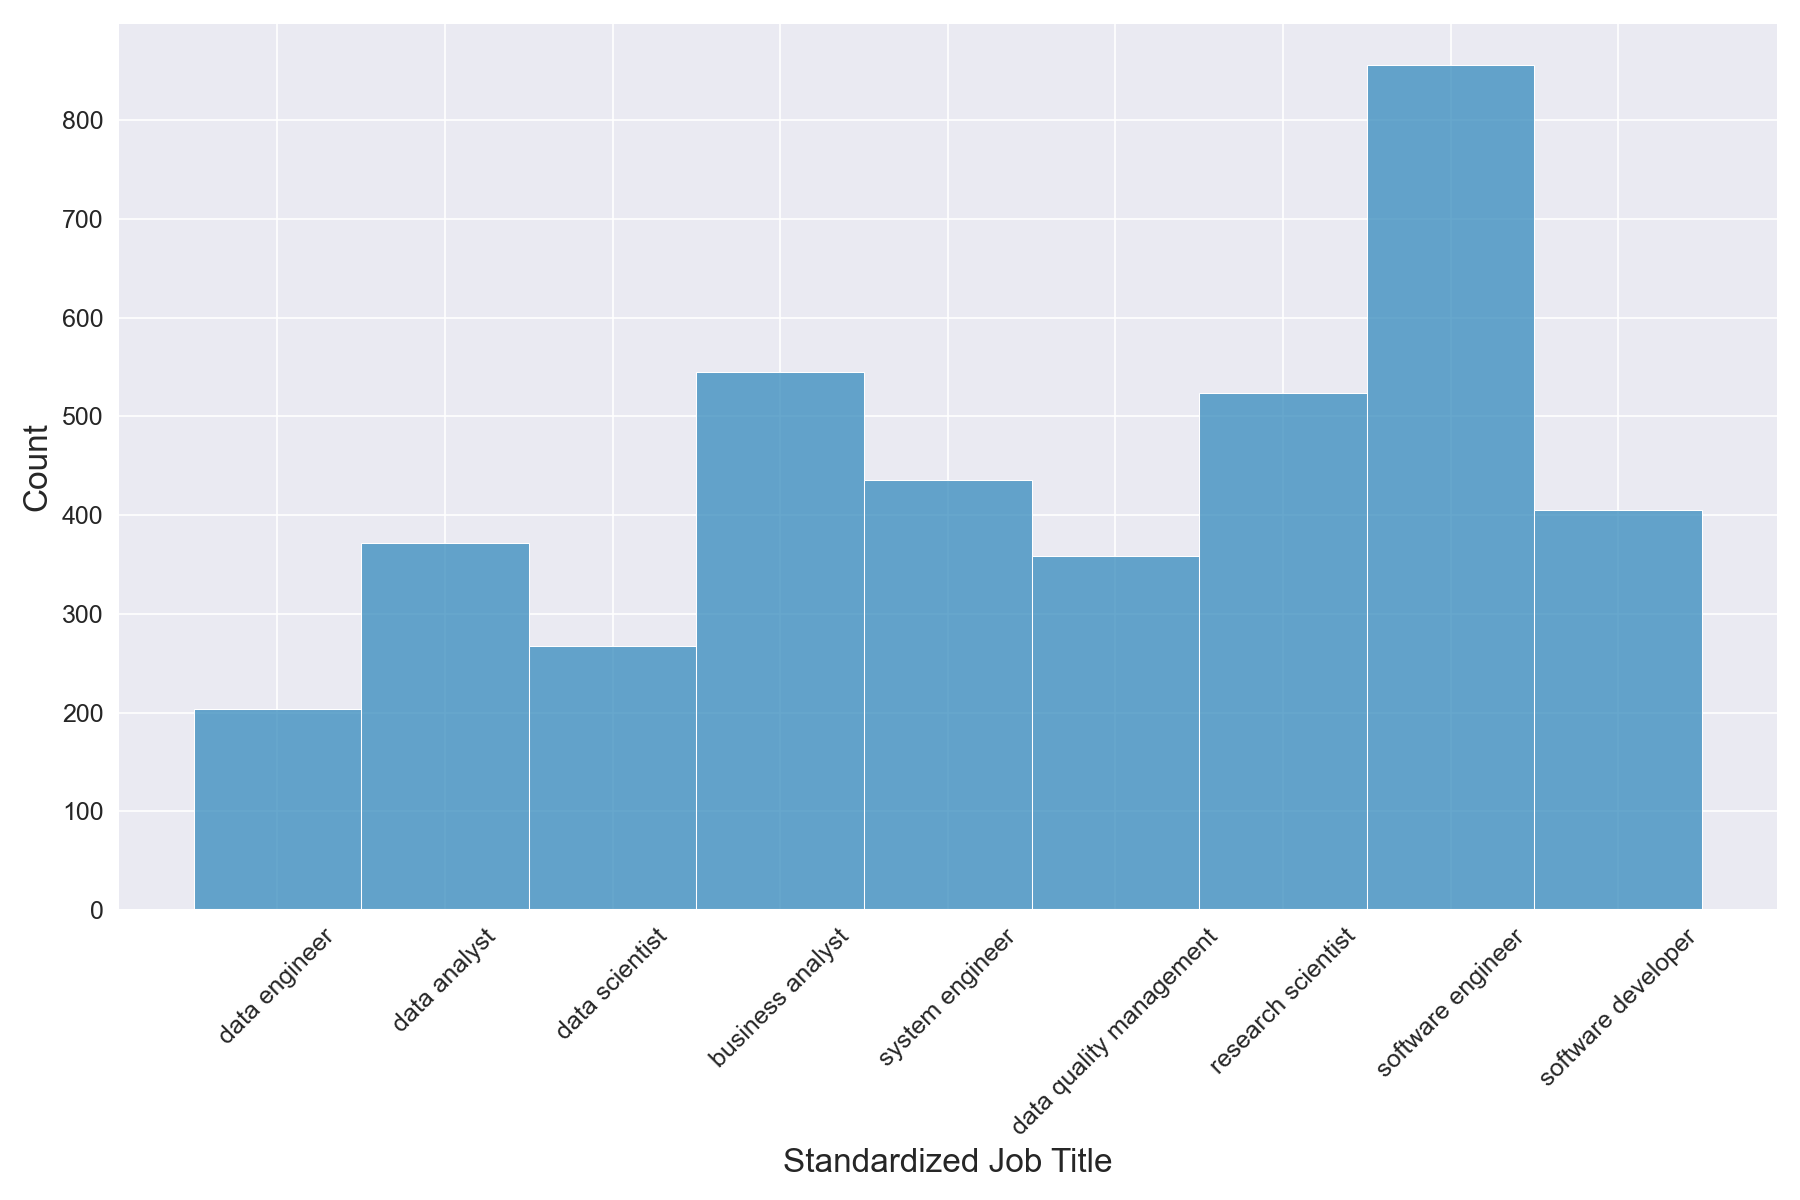 Count
800
700
600
500
400
300
200
100
0
data engineer
data analyst
data scientist
business analyst
system engineer
data quality management
research scientist
software engineer
software developer
Standardized Job Title